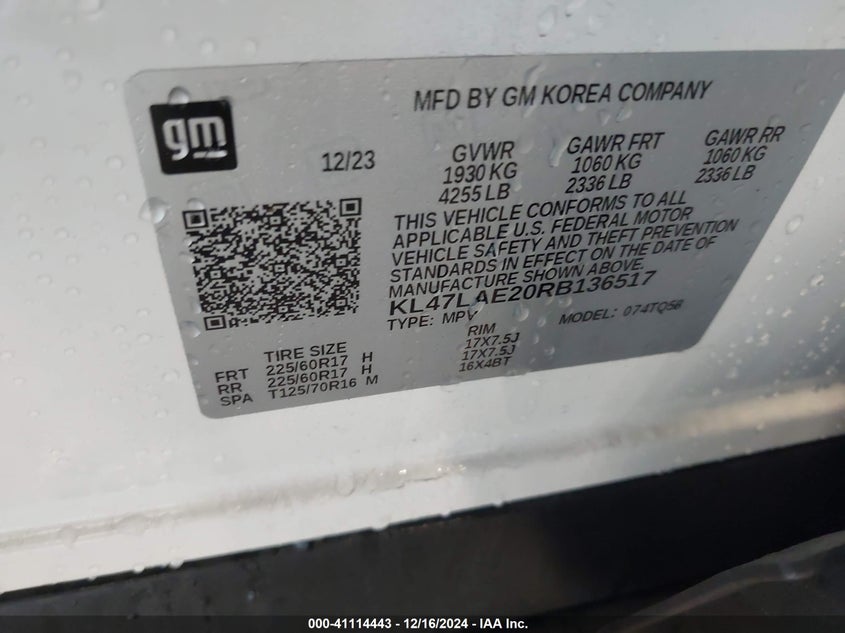 gm
MFD BY GM KOREA COMPANY
12/23
GVWR
1930 KG
4255 LB
GAWR FRT
1060 KG
2336 LB
GAWR RR
1060 KG
2336 LB
THIS VEHICLE CONFORMS TO ALL
APPLICABLE U.S. FEDERAL MOTOR
VEHICLE SAFETY AND THEFT PREVENTION
STANDARDS IN EFFECT ON THE DATE OF
MANUFACTURE SHOWN ABOVE.
KL47LAE20RB136517
TYPE: MPV MODEL: 074TQ56
TIRE SIZE RIM
FRT 225/60R17 H 17X7.5J
RR 225/60R17 H 17X7.5J
SPA T125/70R16 M 16X4BT
000-41114443 - 12/16/2024 - IAA Inc.